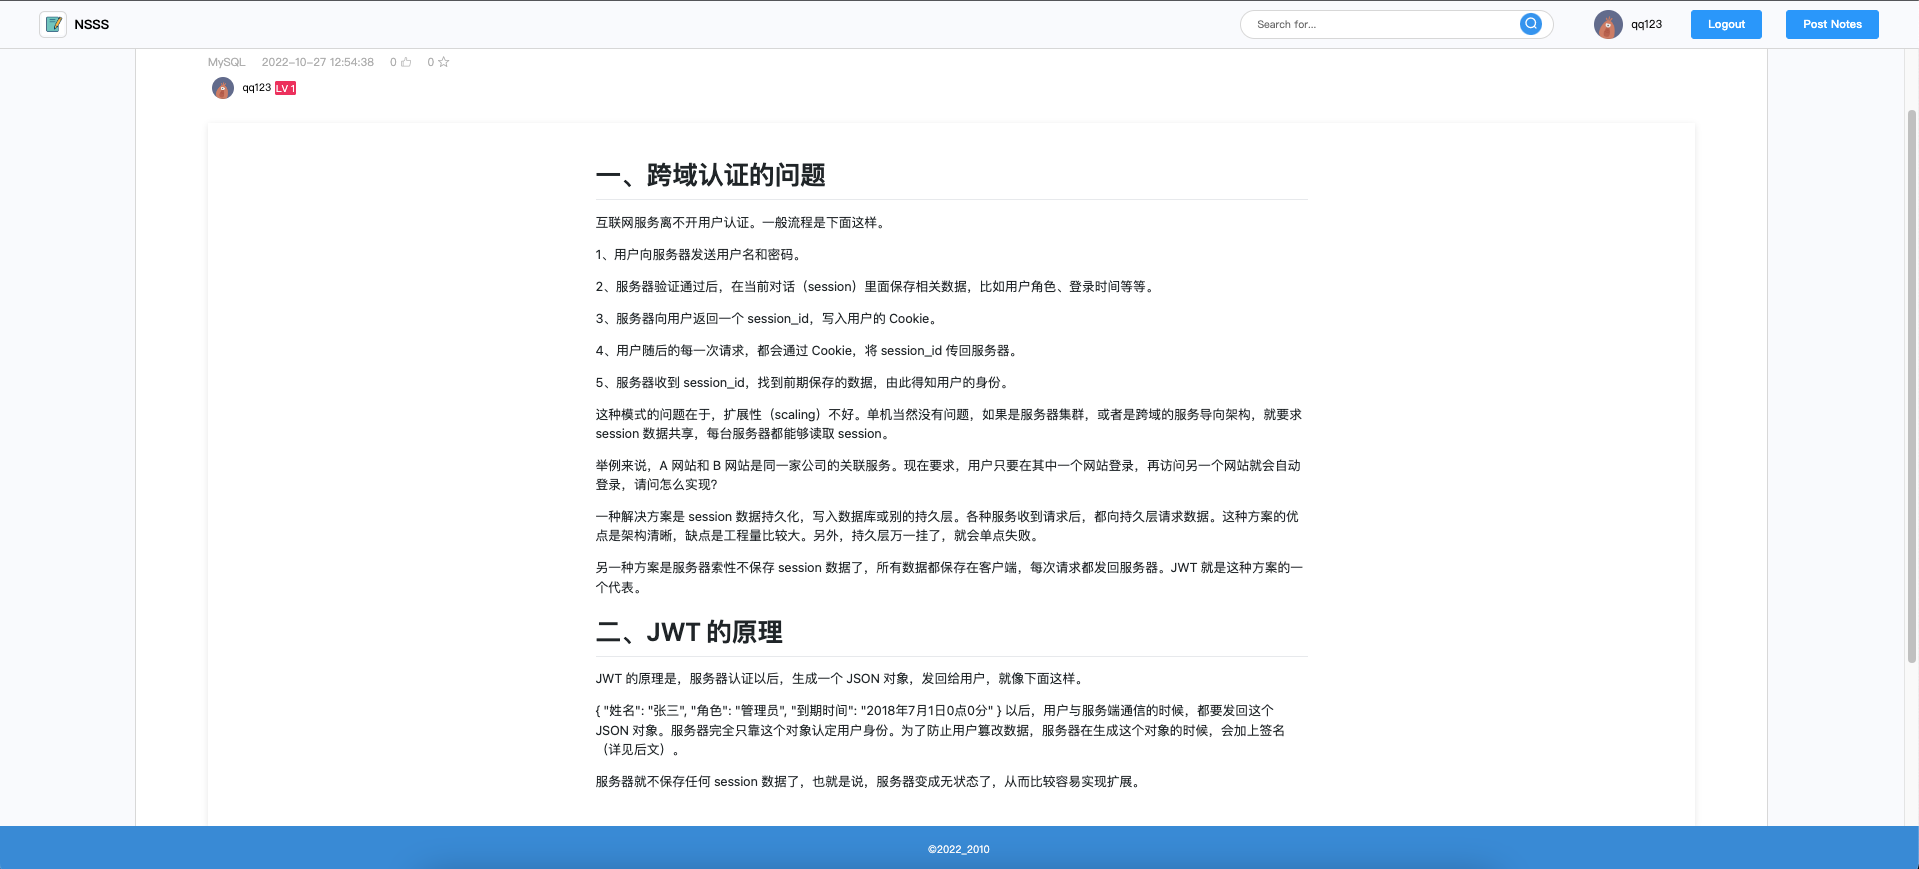 NSSS
Search for...
qq123
Logout
Post Notes
MySQL 2022-10-27 12:54:38 0 0
qq123 LV 1
一、跨域认证的问题
互联网服务离不开用户认证。一般流程是下面这样。
1、用户向服务器发送用户名和密码。
2、服务器验证通过后，在当前对话（session）里面保存相关数据，比如用户角色、登录时间等等。
3、服务器向用户返回一个 session_id，写入用户的 Cookie。
4、用户随后的每一次请求，都会通过 Cookie，将 session_id 传回服务器。
5、服务器收到 session_id，找到前期保存的数据，由此得知用户的身份。
这种模式的问题在于，扩展性（scaling）不好。单机当然没有问题，如果是服务器集群，或者是跨域的服务导向架构，就要求
session 数据共享，每台服务器都能够读取 session。
举例来说，A 网站和 B 网站是同一家公司的关联服务。现在要求，用户只要在其中一个网站登录，再访问另一个网站就会自动
登录，请问怎么实现？
一种解决方案是 session 数据持久化，写入数据库或别的持久层。各种服务收到请求后，都向持久层请求数据。这种方案的优
点是架构清晰，缺点是工程量比较大。另外，持久层万一挂了，就会单点失败。
另一种方案是服务器索性不保存 session 数据了，所有数据都保存在客户端，每次请求都发回服务器。JWT 就是这种方案的一
个代表。
二、JWT 的原理
JWT 的原理是，服务器认证以后，生成一个 JSON 对象，发回给用户，就像下面这样。
{ "姓名": "张三", "角色": "管理员", "到期时间": "2018年7月1日0点0分" } 以后，用户与服务端通信的时候，都要发回这个
JSON 对象。服务器完全只靠这个对象认定用户身份。为了防止用户篡改数据，服务器在生成这个对象的时候，会加上签名
（详见后文）。
服务器就不保存任何 session 数据了，也就是说，服务器变成无状态了，从而比较容易实现扩展。
©2022_2010